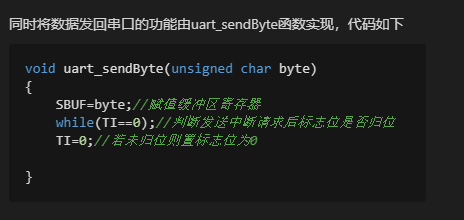 同时将数据发回串口的功能由uart_sendByte函数实现，代码如下
void uart_sendByte(unsigned char byte)
{
SBUF=byte;//赋值缓冲区寄存器
while(TI==0);//判断发送中断请求后标志位是否归位
TI=0;//若未归位则置标志位为0
}